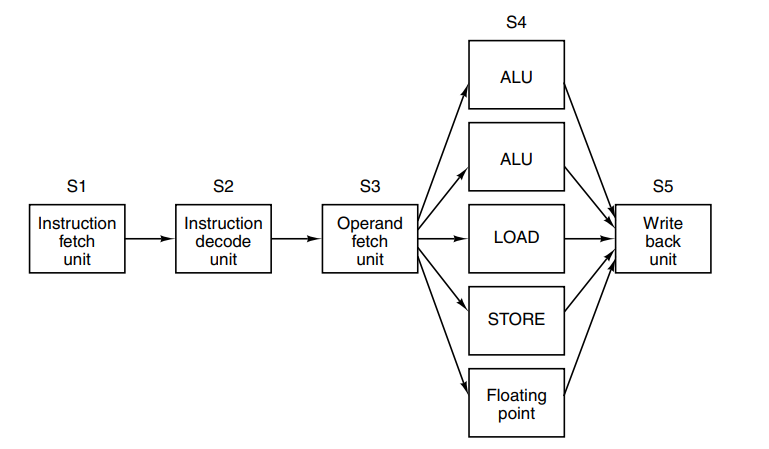 S4
ALU
ALU
S1
S2
S3
S5
Instruction
fetch
unit
Instruction
decode
unit
Operand
fetch
unit
LOAD
Write
back
unit
STORE
Floating
point